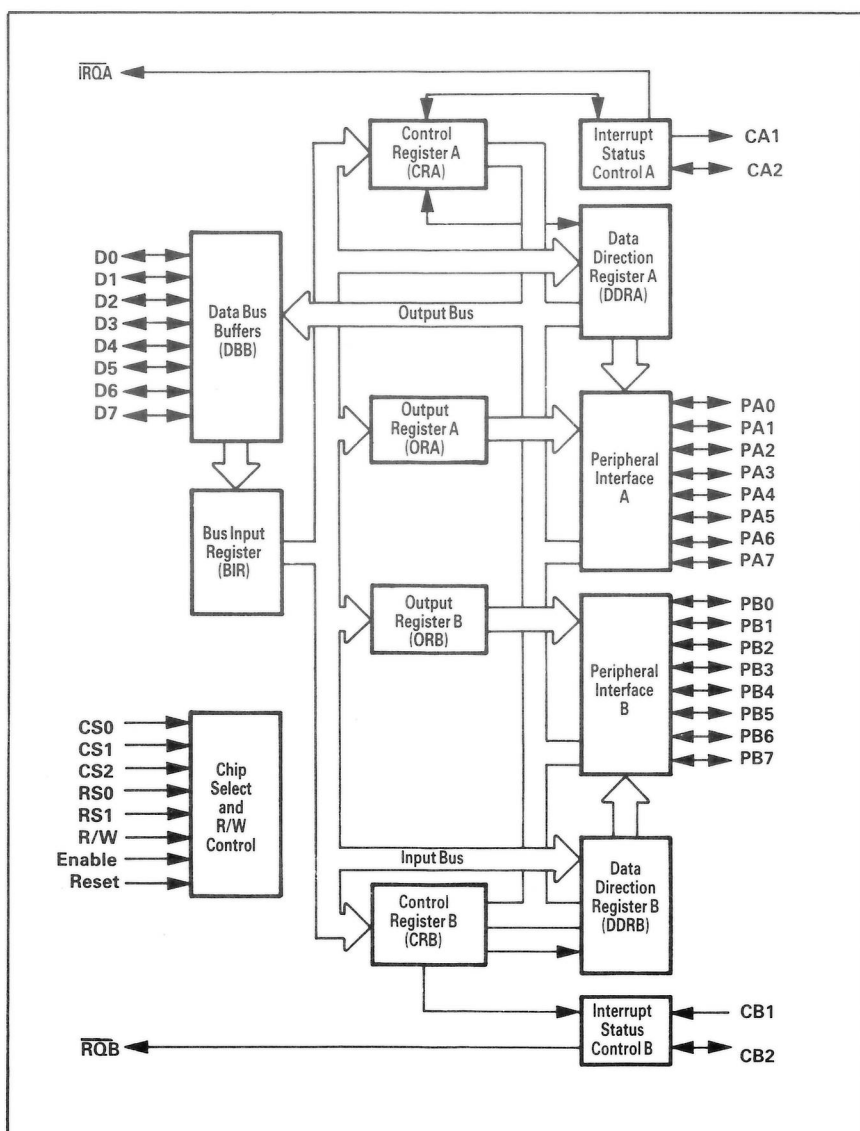 IRQA
Control
Register A
(CRA)
Interrupt
Status
Control A
CA1
CA2
D0
D1
D2
D3
D4
D5
D6
D7
Data Bus
Buffers
(DBB)
Data
Direction
Register A
(DDRA)
Output Bus
Output
Register A
(ORA)
Peripheral
Interface
A
PA0
PA1
PA2
PA3
PA4
PA5
PA6
PA7
Bus Input
Register
(BIR)
Output
Register B
(ORB)
Peripheral
Interface
B
PB0
PB1
PB2
PB3
PB4
PB5
PB6
PB7
CS0
CS1
CS2
RS0
RS1
R/W
Enable
Reset
Chip
Select
and
R/W
Control
Input Bus
Data
Direction
Register B
(DDRB)
Control
Register B
(CRB)
Interrupt
Status
Control B
CB1
CB2
RQB